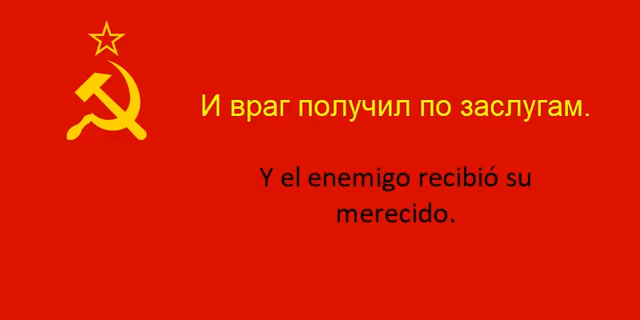 И враг получил по заслугам.
Y el enemigo recibió su
merecido.